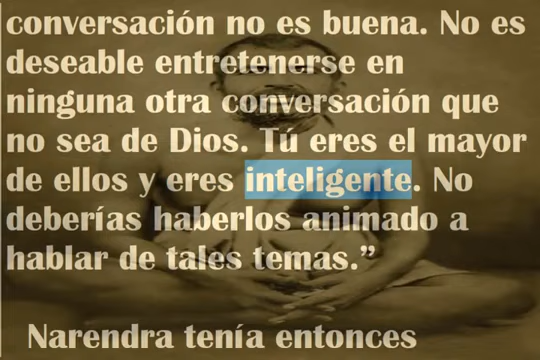 conversación no es buena. No es
deseable entretenerse en
ninguna otra conversación que
no sea de Dios. Tú eres el mayor
de ellos y eres inteligente. No
deberías haberlos animado a
hablar de tales temas.”
Narendra tenía entonces